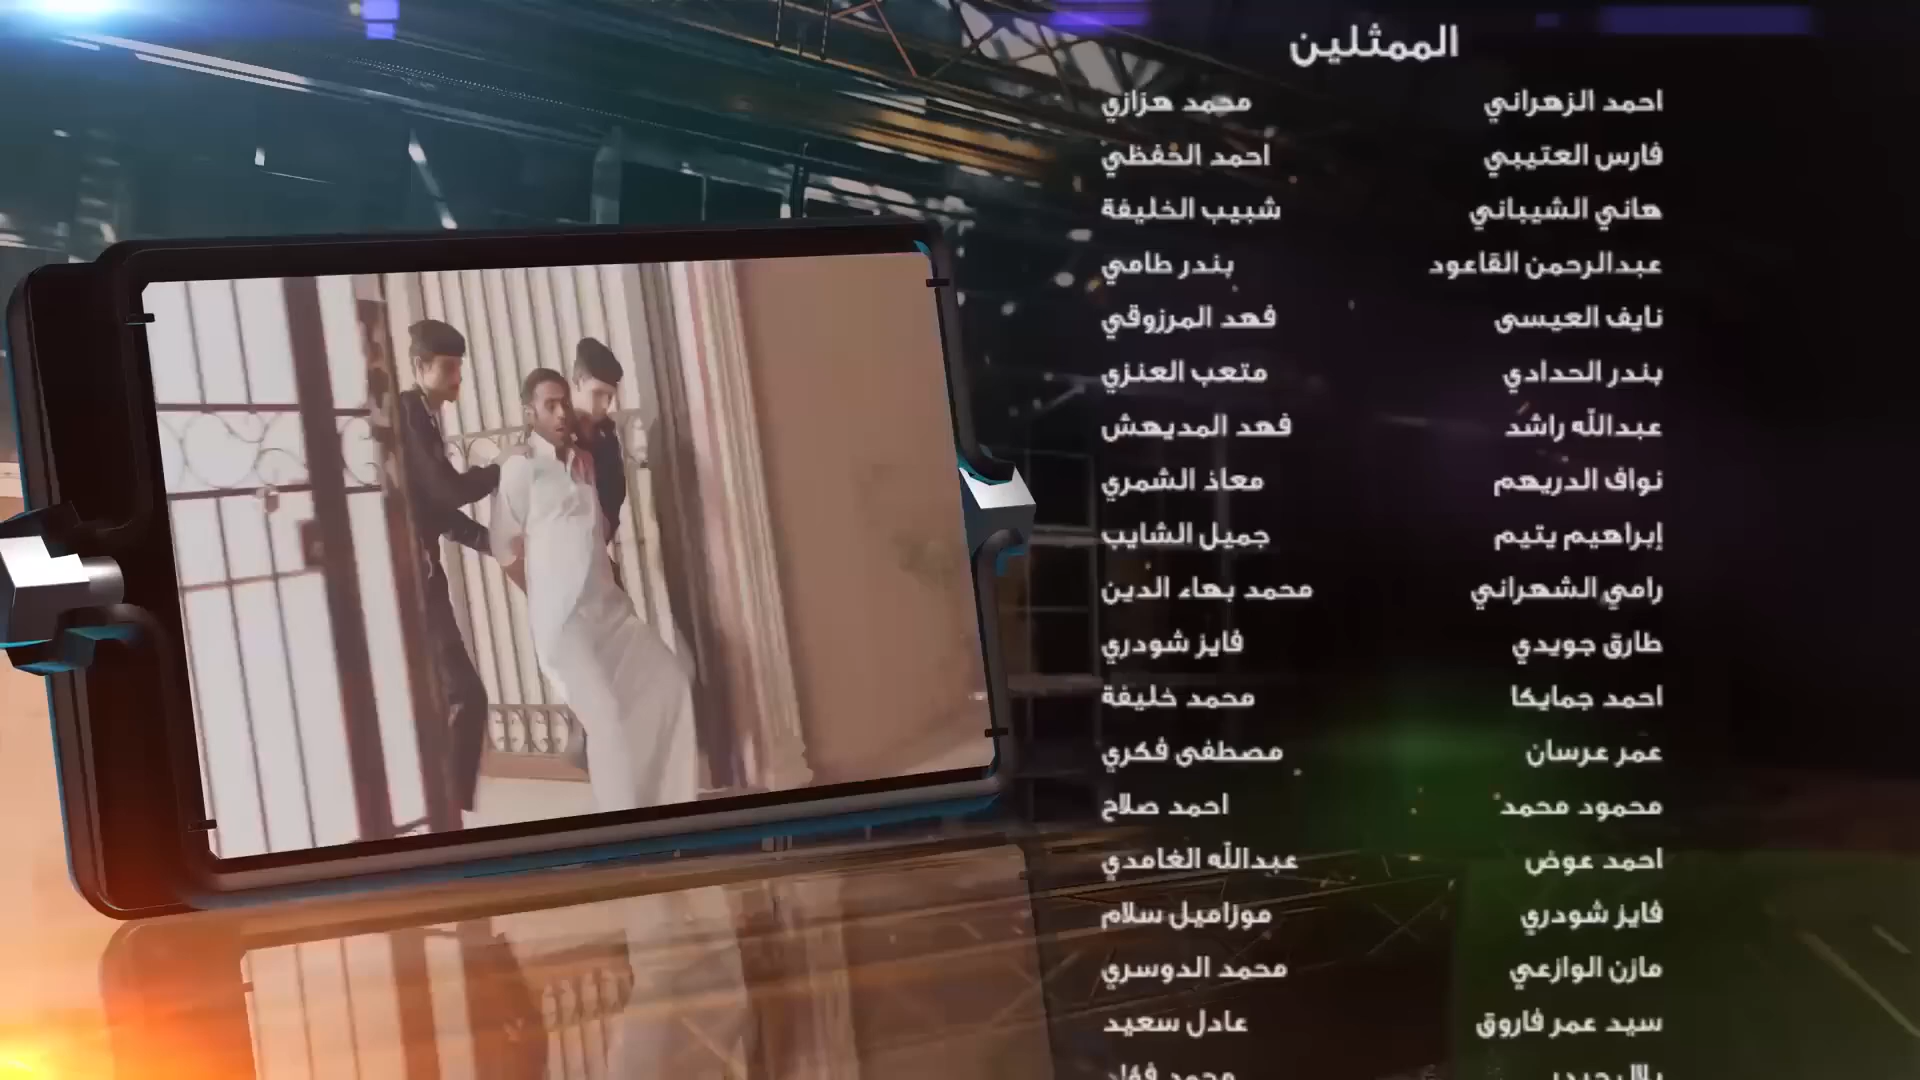 الممثلين
احمد الزهراني محمد هزازي
فارس العتيبي احمد الحفظي
هاني الشيباني شبيب الخليفة
عبدالرحمن القاعود بندر طامي
نايف العيسى فهد المرزوقي
بندر الحدادي متعب العنزي
عبدالله راشد فهد المديهش
نواف الدريهم معاذ الشمري
إبراهيم يتيم جميل الشايب
رامي الشهراني محمد بهاء الدين
طارق جويدي فايز شودري
احمد جمايكا محمد خليفة
عمر عرسان مصطفى فكري
محمود محمد احمد صلاح
احمد عوض عبدالله الغامدي
فايز شودري موزاميل سلام
مازن الوازعي محمد الدوسري
سيد عمر فاروق عادل سعيد